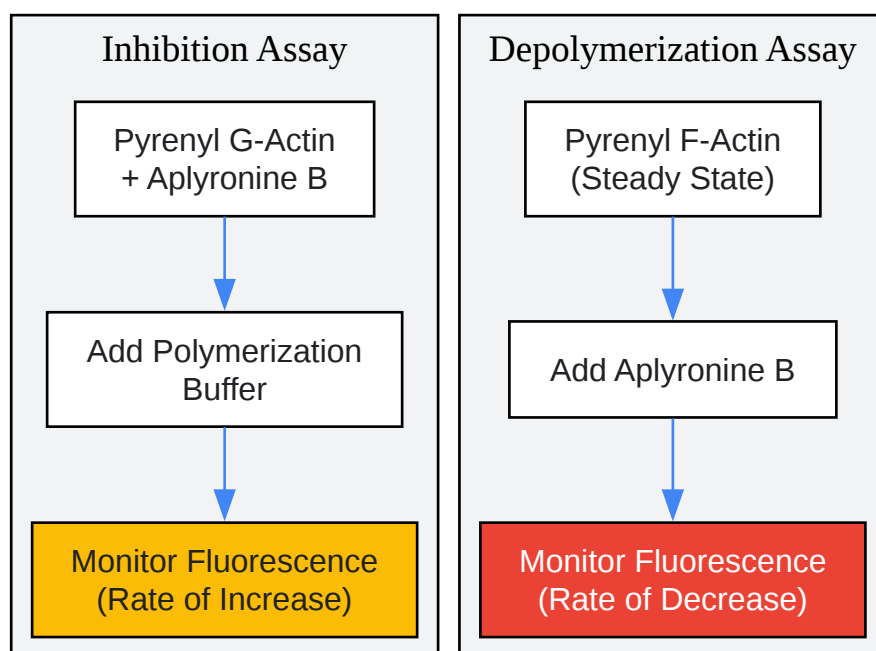 Inhibition Assay
Pyrenyl G-Actin
+ Aplyronine B
Add Polymerization
Buffer
Monitor Fluorescence
(Rate of Increase)
Depolymerization Assay
Pyrenyl F-Actin
(Steady State)
Add Aplyronine B
Monitor Fluorescence
(Rate of Decrease)